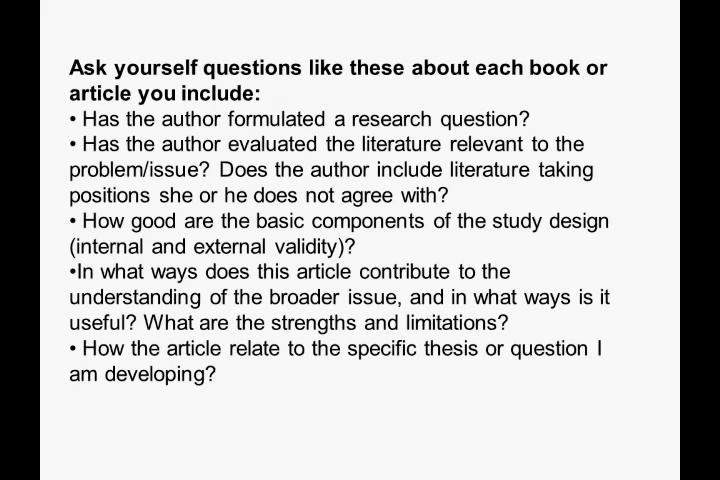 Ask yourself questions like these about each book or
article you include:
• Has the author formulated a research question?
• Has the author evaluated the literature relevant to the
problem/issue? Does the author include literature taking
positions she or he does not agree with?
• How good are the basic components of the study design
(internal and external validity)?
•In what ways does this article contribute to the
understanding of the broader issue, and in what ways is it
useful? What are the strengths and limitations?
• How the article relate to the specific thesis or question I
am developing?